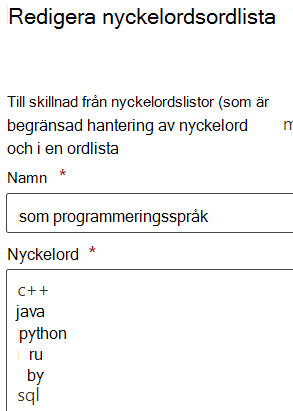 Redigera nyckelordsordlista
Till skillnad från nyckelordslistor (som är
begränsad hantering av nyckelord
och i en ordlista
Namn *
som programmeringsspråk
Nyckelord *
c++
java
python
ru
by
sql